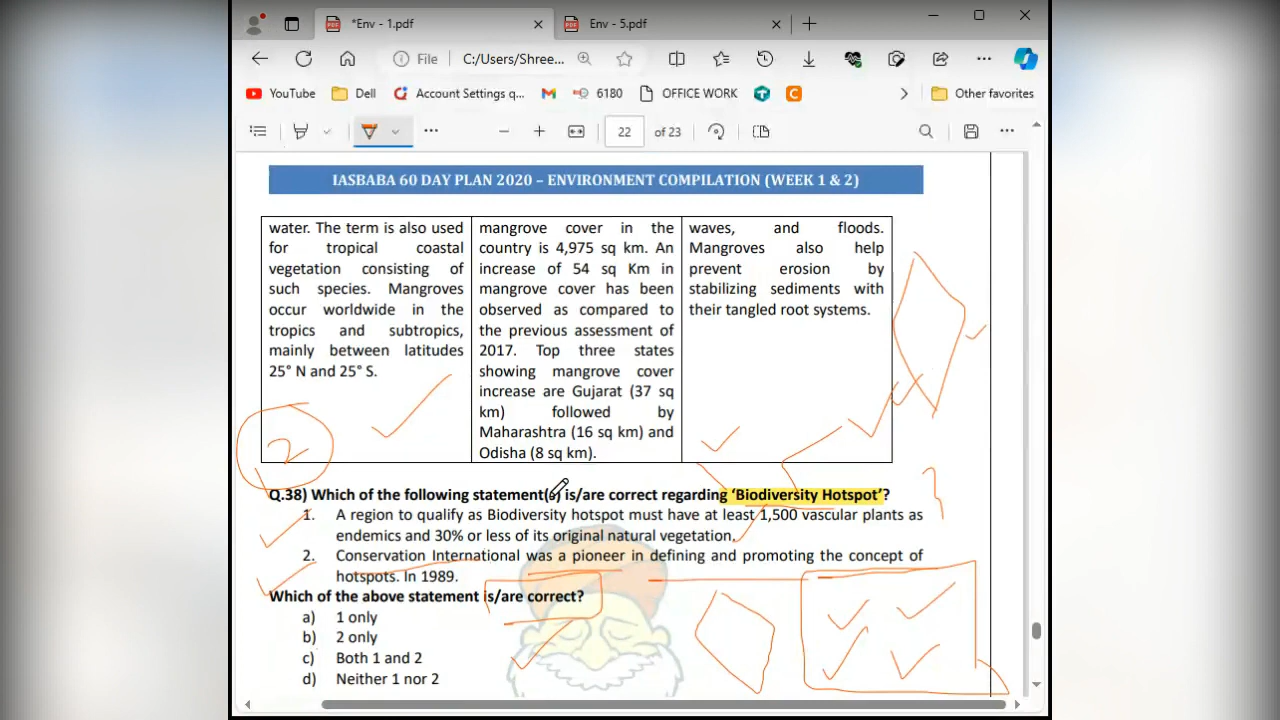 *Env - 1.pdf
Env - 5.pdf
File C:/Users/Shree...
YouTube Dell Account Settings q... 6180 OFFICE WORK Other favorites
22 of 23
IASBABA 60 DAY PLAN 2020 – ENVIRONMENT COMPILATION (WEEK 1 & 2)
water. The term is also used
for tropical coastal
vegetation consisting of
such species. Mangroves
occur worldwide in the
tropics and subtropics,
mainly between latitudes
25° N and 25° S.
mangrove cover in the
country is 4,975 sq km. An
increase of 54 sq Km in
mangrove cover has been
observed as compared to
the previous assessment of
2017. Top three states
showing mangrove cover
increase are Gujarat (37 sq
km) followed by
Maharashtra (16 sq km) and
Odisha (8 sq km).
waves, and floods.
Mangroves also help
prevent erosion by
stabilizing sediments with
their tangled root systems.
2
Q.38) Which of the following statement(s) is/are correct regarding ‘Biodiversity Hotspot’?
1. A region to qualify as Biodiversity hotspot must have at least 1,500 vascular plants as
endemics and 30% or less of its original natural vegetation.
2. Conservation International was a pioneer in defining and promoting the concept of
hotspots. In 1989.
Which of the above statement is/are correct?
a) 1 only
b) 2 only
c) Both 1 and 2
d) Neither 1 nor 2